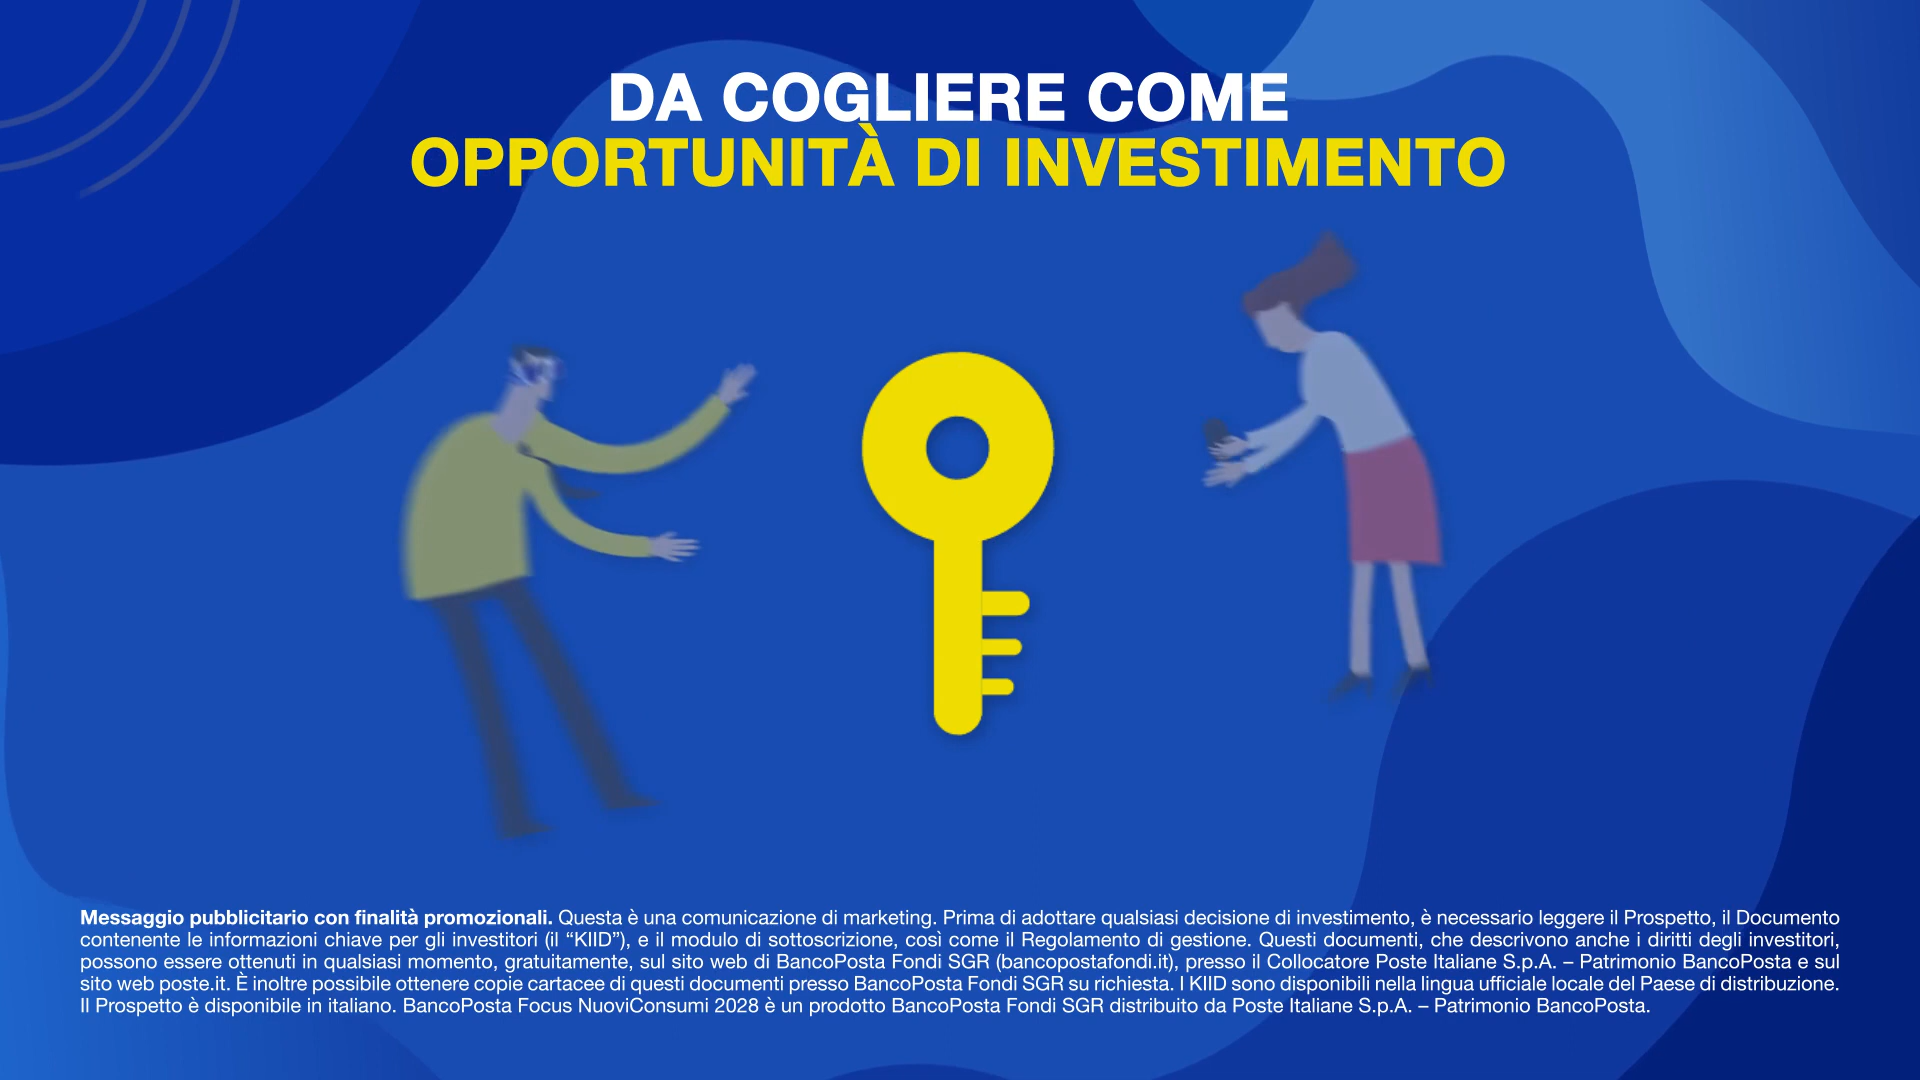 DA COGLIERE COME
OPPORTUNITÀ DI INVESTIMENTO
Messaggio pubblicitario con finalità promozionali. Questa è una comunicazione di marketing. Prima di adottare qualsiasi decisione di investimento, è necessario leggere il Prospetto, il Documento
contenente le informazioni chiave per gli investitori (il “KIID”), e il modulo di sottoscrizione, così come il Regolamento di gestione. Questi documenti, che descrivono anche i diritti degli investitori,
possono essere ottenuti in qualsiasi momento, gratuitamente, sul sito web di BancoPosta Fondi SGR (bancopostafondi.it), presso il Collocatore Poste Italiane S.p.A. – Patrimonio BancoPosta e sul
sito web poste.it. È inoltre possibile ottenere copie cartacee di questi documenti presso BancoPosta Fondi SGR su richiesta. I KIID sono disponibili nella lingua ufficiale locale del Paese di distribuzione.
Il Prospetto è disponibile in italiano. BancoPosta Focus NuoviConsumi 2028 è un prodotto BancoPosta Fondi SGR distribuito da Poste Italiane S.p.A. – Patrimonio BancoPosta.